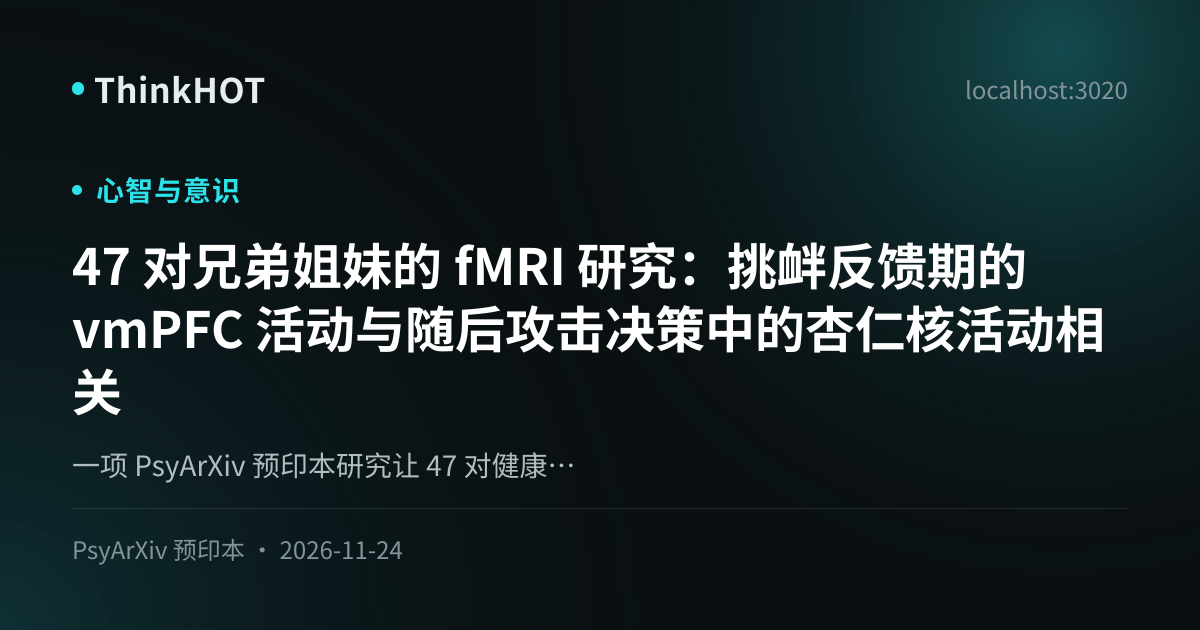 ThinkHOT
localhost:3020
心智与意识
47 对兄弟姐妹的 fMRI 研究：挑衅反馈期的
vmPFC 活动与随后攻击决策中的杏仁核活动相
关
一项 PsyArXiv 预印本研究让 47 对健康…
PsyArXiv 预印本 · 2026-11-24